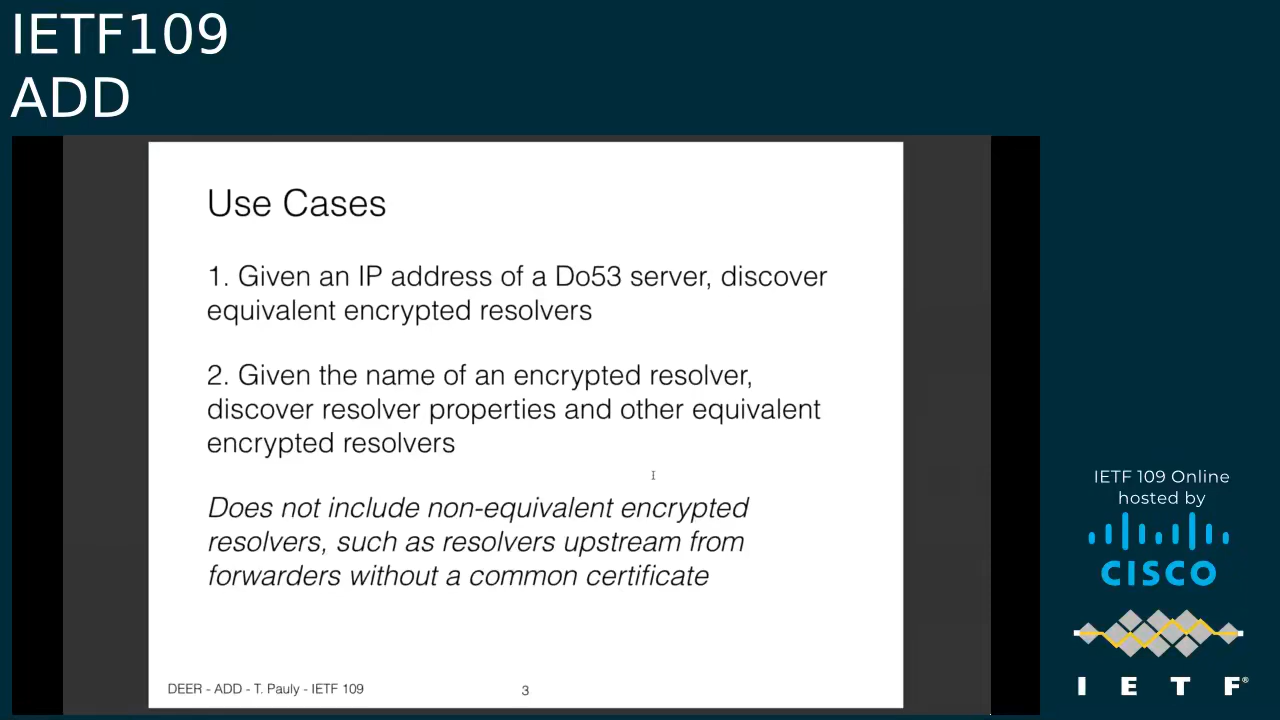 IETF109
ADD
Use Cases
1. Given an IP address of a Do53 server, discover
equivalent encrypted resolvers
2. Given the name of an encrypted resolver,
discover resolver properties and other equivalent
encrypted resolvers
Does not include non-equivalent encrypted
resolvers, such as resolvers upstream from
forwarders without a common certificate
DEER - ADD - T. Pauly - IETF 109
3
IETF 109 Online
hosted by
CISCO
I E T F®